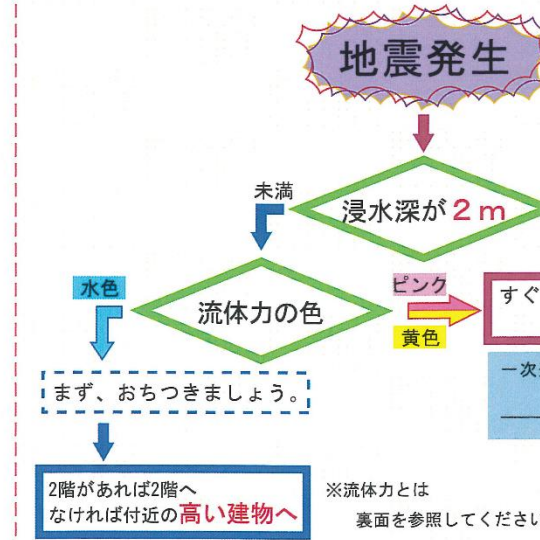 地震発生
未満
浸水深が2m
水色
流体力の色
ピンク
黄色
すぐ
一次
まず、おちつきましょう。
2階があれば2階へ
なければ付近の高い建物へ
※流体力とは
裏面を参照してください